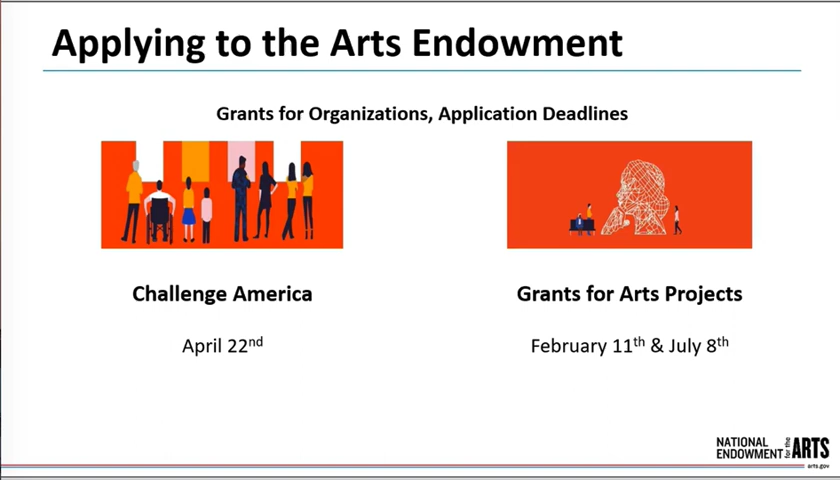 Applying to the Arts Endowment
Grants for Organizations, Application Deadlines
Challenge America
Grants for Arts Projects
April 22nd
February 11th & July 8th
NATIONAL
ENDOWMENT for the ARTS
arts.gov